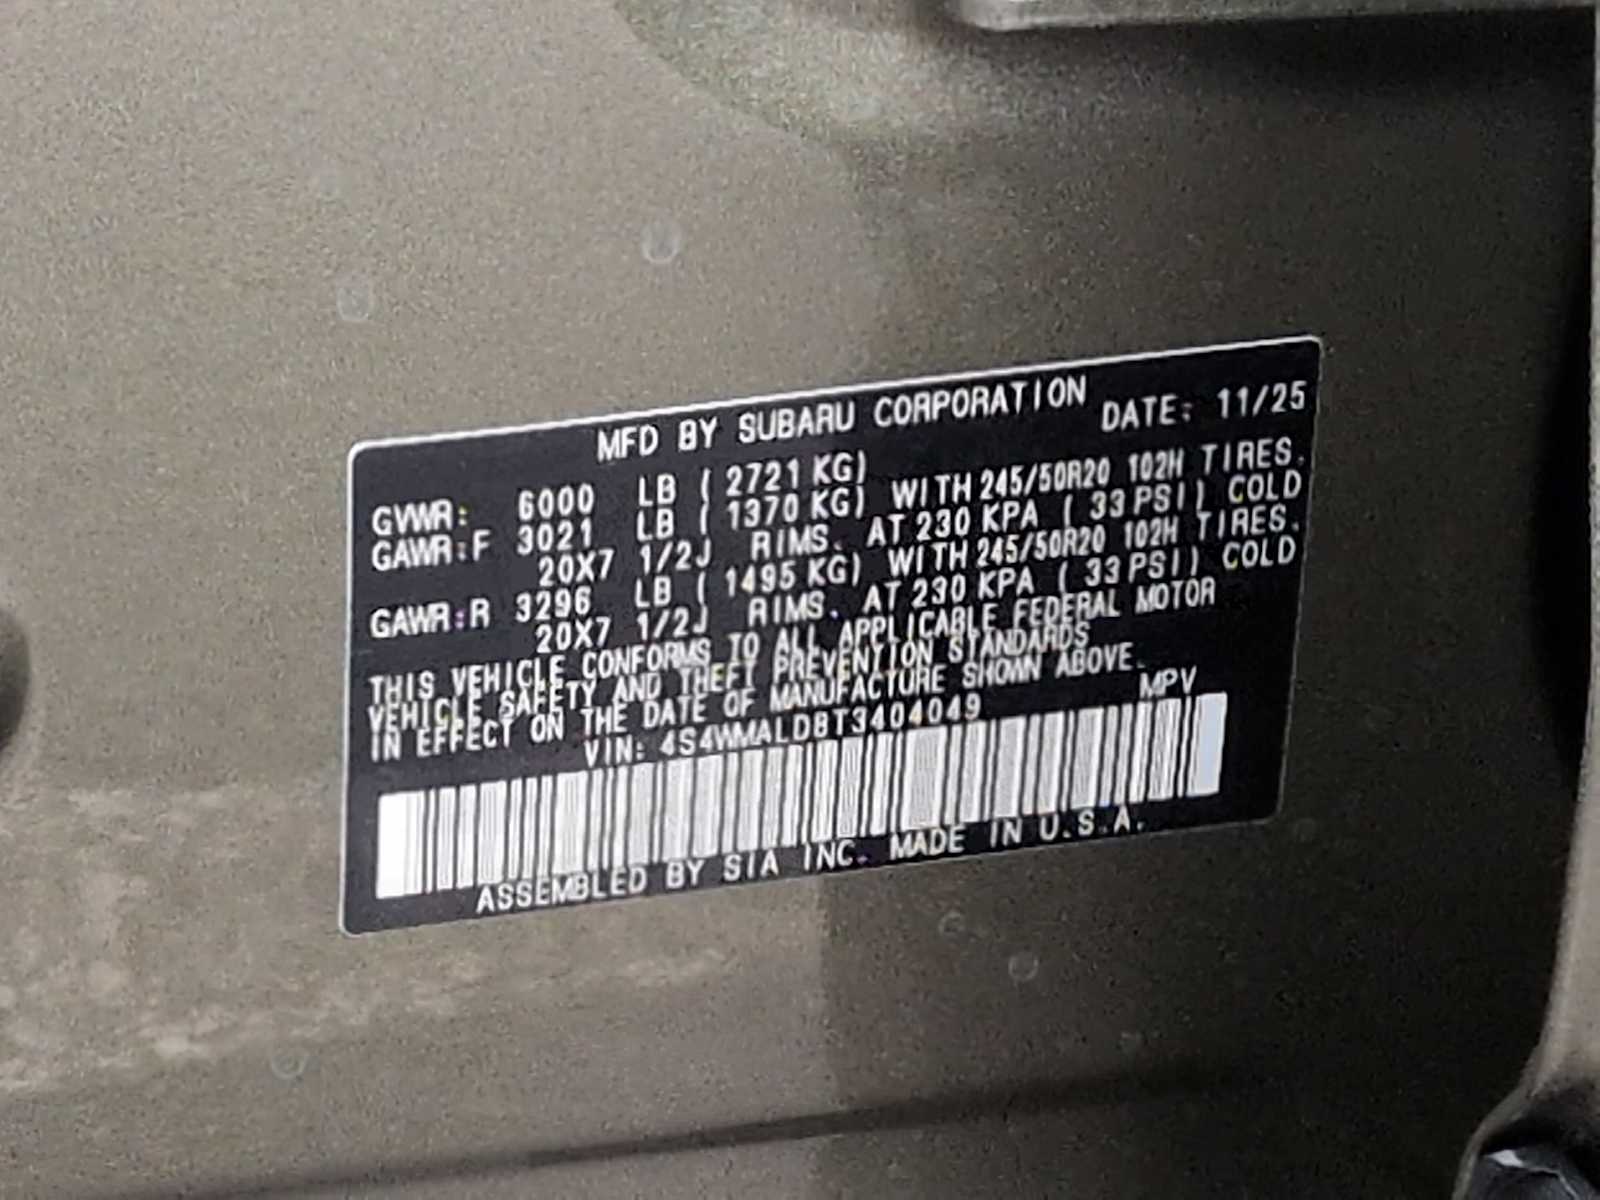 MFD BY SUBARU CORPORATION DATE: 11/25
GVWR: 6000 LB ( 2721 KG)
GAWR:F 3021 LB ( 1370 KG) WITH 245/50R20 102H TIRES.
20X7 1/2J RIMS. AT 230 KPA ( 33 PSI) COLD
GAWR:R 3296 LB ( 1495 KG) WITH 245/50R20 102H TIRES.
20X7 1/2J RIMS. AT 230 KPA ( 33 PSI) COLD
THIS VEHICLE CONFORMS TO ALL APPLICABLE FEDERAL MOTOR
VEHICLE SAFETY AND THEFT PREVENTION STANDARDS
IN EFFECT ON THE DATE OF MANUFACTURE SHOWN ABOVE.
VIN: 4S4WMALD8T3404049 MPV
ASSEMBLED BY SIA INC. MADE IN U.S.A.